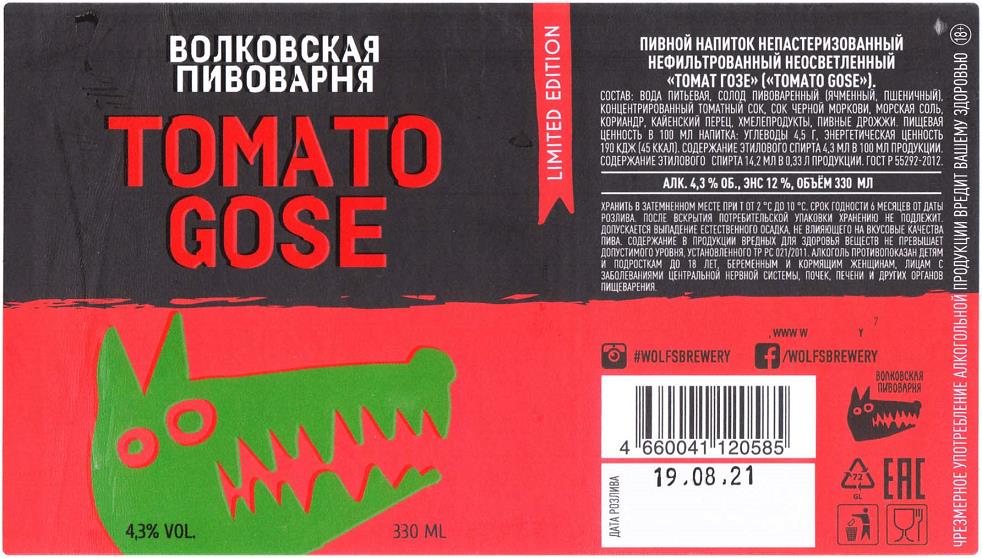 ВОЛКОВСКАЯ
ПИВОВАРНЯ
TOMATO
GOSE
4,3% VOL.
330 ML
LIMITED EDITION
ПИВНОЙ НАПИТОК НЕПАСТЕРИЗОВАННЫЙ
НЕФИЛЬТРОВАННЫЙ НЕОСВЕТЛЕННЫЙ
«ТОМАТ ГОЗЕ» («TOMATO GOSE»).
СОСТАВ: ВОДА ПИТЬЕВАЯ, СОЛОД ПИВОВАРЕННЫЙ (ЯЧМЕННЫЙ, ПШЕНИЧНЫЙ),
КОНЦЕНТРИРОВАННЫЙ ТОМАТНЫЙ СОК, СОК ЧЕРНОЙ МОРКОВИ, МОРСКАЯ СОЛЬ,
КОРИАНДР, КАЙЕНСКИЙ ПЕРЕЦ, ХМЕЛЕПРОДУКТЫ, ПИВНЫЕ ДРОЖЖИ. ПИЩЕВАЯ
ЦЕННОСТЬ В 100 МЛ НАПИТКА: УГЛЕВОДЫ 4,5 Г, ЭНЕРГЕТИЧЕСКАЯ ЦЕННОСТЬ
190 КДЖ (45 ККАЛ). СОДЕРЖАНИЕ ЭТИЛОВОГО СПИРТА 4,3 МЛ В 100 МЛ ПРОДУКЦИИ.
СОДЕРЖАНИЕ ЭТИЛОВОГО СПИРТА 14,2 МЛ В 0,33 Л ПРОДУКЦИИ. ГОСТ Р 55292-2012.
АЛК. 4,3 % ОБ., ЭНС 12 %, ОБЪЁМ 330 МЛ
ХРАНИТЬ В ЗАТЕМНЕННОМ МЕСТЕ ПРИ Т ОТ 2 °С ДО 10 °С. СРОК ГОДНОСТИ 6 МЕСЯЦЕВ ОТ ДАТЫ
РОЗЛИВА. ПОСЛЕ ВСКРЫТИЯ ПОТРЕБИТЕЛЬСКОЙ УПАКОВКИ ХРАНЕНИЮ НЕ ПОДЛЕЖИТ.
ДОПУСКАЕТСЯ ВЫПАДЕНИЕ ЕСТЕСТВЕННОГО ОСАДКА, НЕ ВЛИЯЮЩЕГО НА ВКУСОВЫЕ КАЧЕСТВА
ПИВА. СОДЕРЖАНИЕ В ПРОДУКЦИИ ВРЕДНЫХ ДЛЯ ЗДОРОВЬЯ ВЕЩЕСТВ НЕ ПРЕВЫШАЕТ
ДОПУСТИМОГО УРОВНЯ, УСТАНОВЛЕННОГО ТР РС 021/2011. АЛКОГОЛЬ ПРОТИВОПОКАЗАН ДЕТЯМ
И ПОДРОСТКАМ ДО 18 ЛЕТ, БЕРЕМЕННЫМ И КОРМЯЩИМ ЖЕНЩИНАМ, ЛИЦАМ С
ЗАБОЛЕВАНИЯМИ ЦЕНТРАЛЬНОЙ НЕРВНОЙ СИСТЕМЫ, ПОЧЕК, ПЕЧЕНИ И ДРУГИХ ОРГАНОВ
ПИЩЕВАРЕНИЯ.
#WOLFSBREWERY
/WOLFSBREWERY
ВОЛКОВСКАЯ
ПИВОВАРНЯ
4 660041 120585
ДАТА РОЗЛИВА
19.08.21
72
GL
EAC
ЧРЕЗМЕРНОЕ УПОТРЕБЛЕНИЕ АЛКОГОЛЬНОЙ ПРОДУКЦИИ ВРЕДИТ ВАШЕМУ ЗДОРОВЬЮ 18+